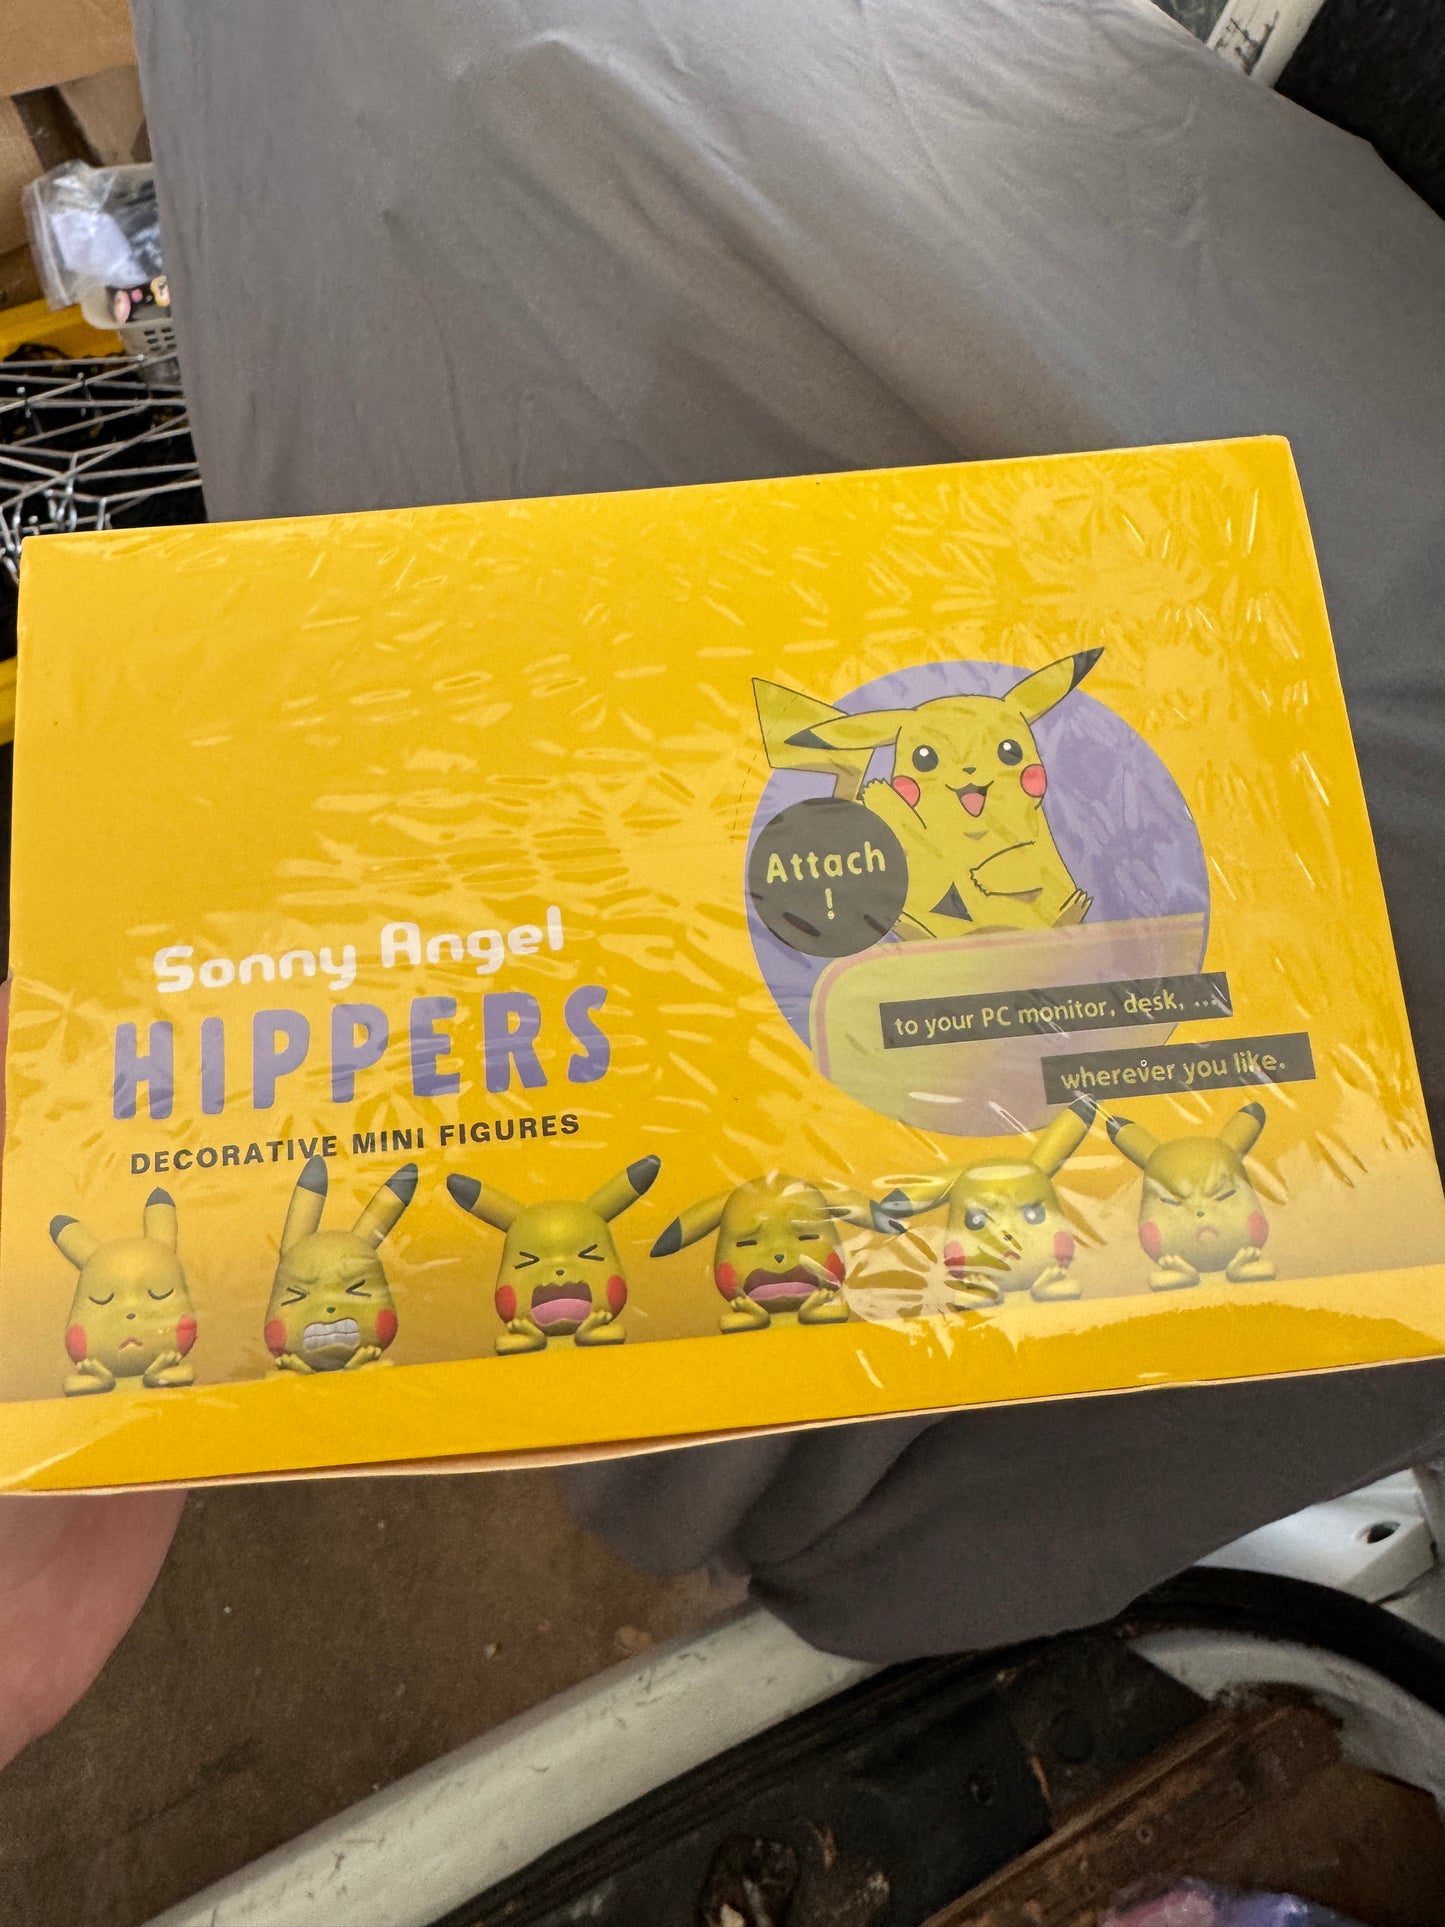 Attach
!
Sonny Angel
HIPPERS
DECORATIVE MINI FIGURES
to your PC monitor, desk, ...
wherever you like.